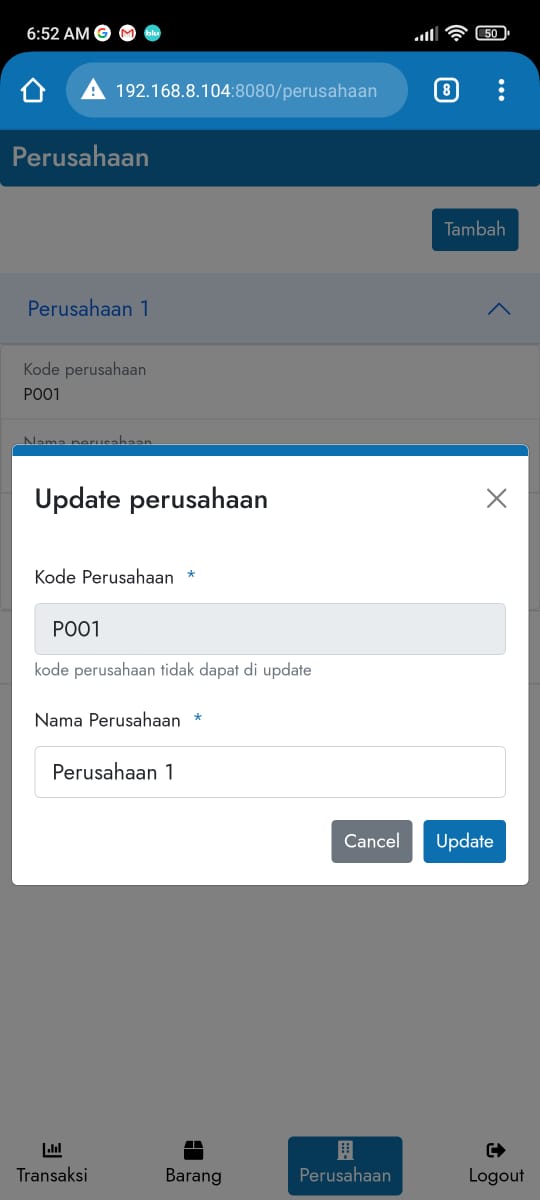 6:52 AM G M blu 50
192.168.8.104:8080/perusahaan 8
Perusahaan
Tambah
Perusahaan 1
Kode perusahaan
P001
Nama perusahaan
Update perusahaan
Kode Perusahaan *
P001
kode perusahaan tidak dapat di update
Nama Perusahaan *
Perusahaan 1
Cancel Update
Transaksi Barang Perusahaan Logout